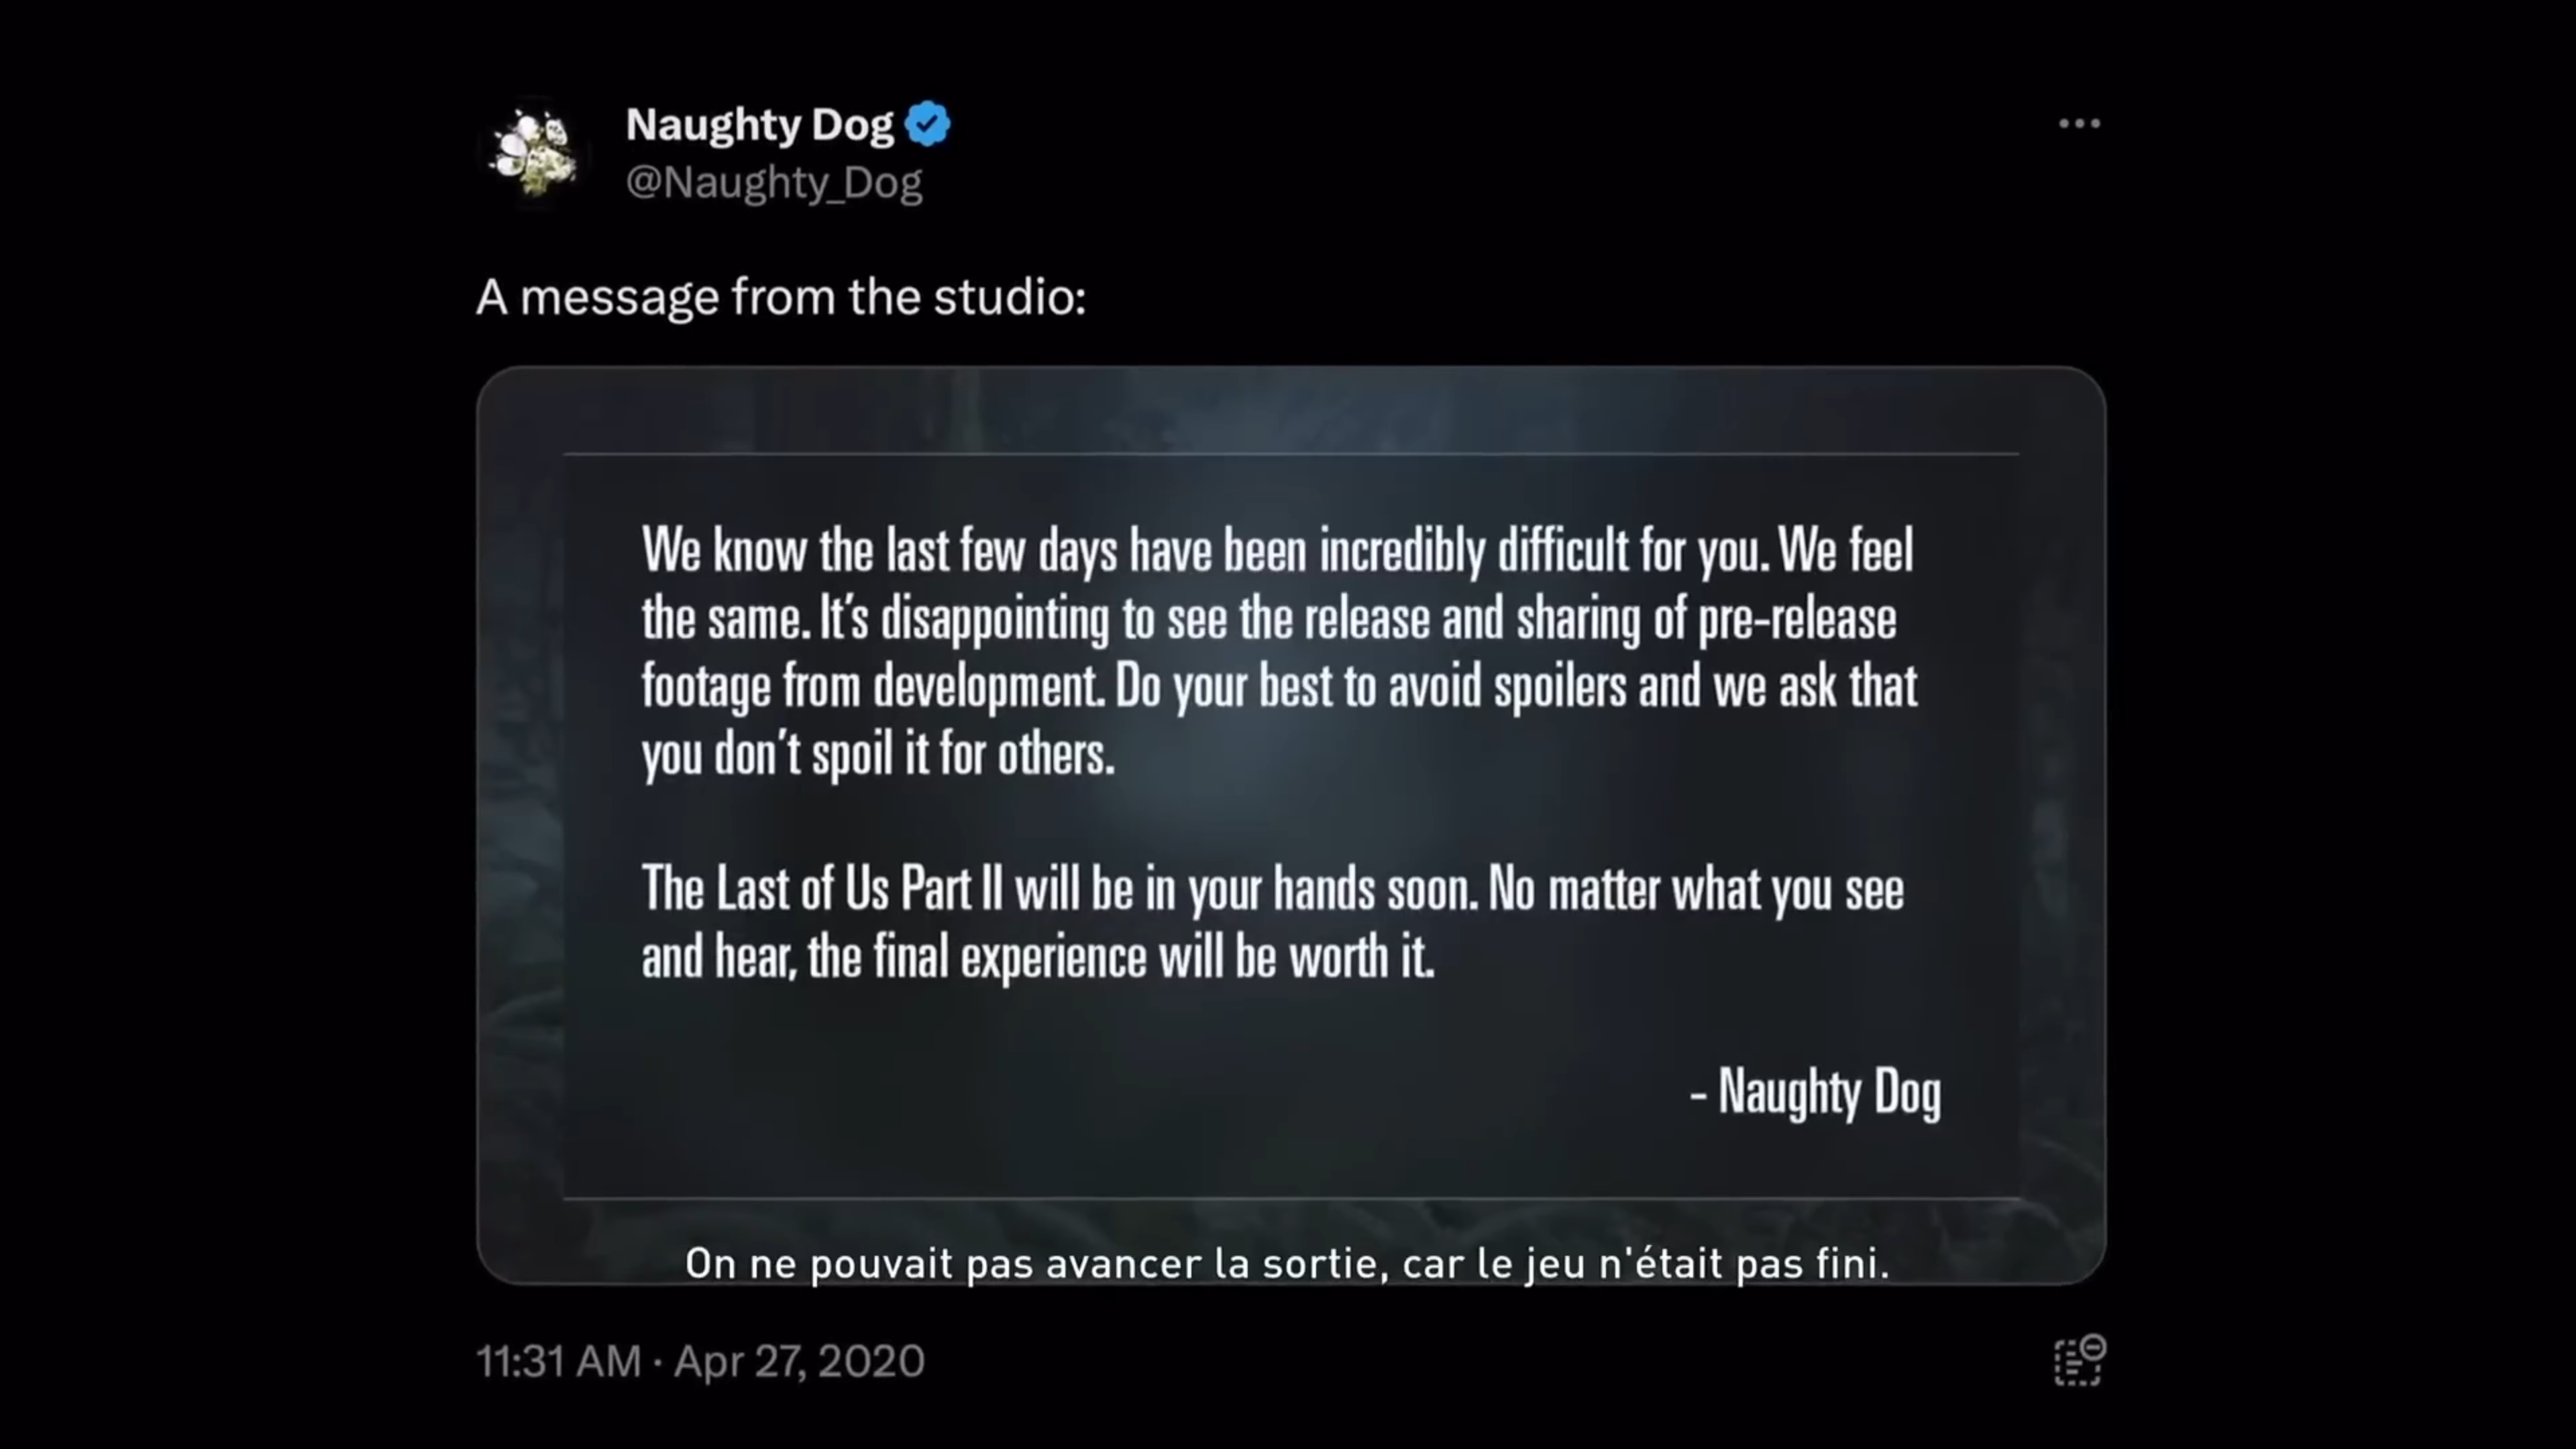 Naughty Dog
@Naughty_Dog
A message from the studio:
We know the last few days have been incredibly difficult for you. We feel
the same. It's disappointing to see the release and sharing of pre-release
footage from development. Do your best to avoid spoilers and we ask that
you don't spoil it for others.
The Last of Us Part II will be in your hands soon. No matter what you see
and hear, the final experience will be worth it.
- Naughty Dog
On ne pouvait pas avancer la sortie, car le jeu n'était pas fini.
11:31 AM · Apr 27, 2020